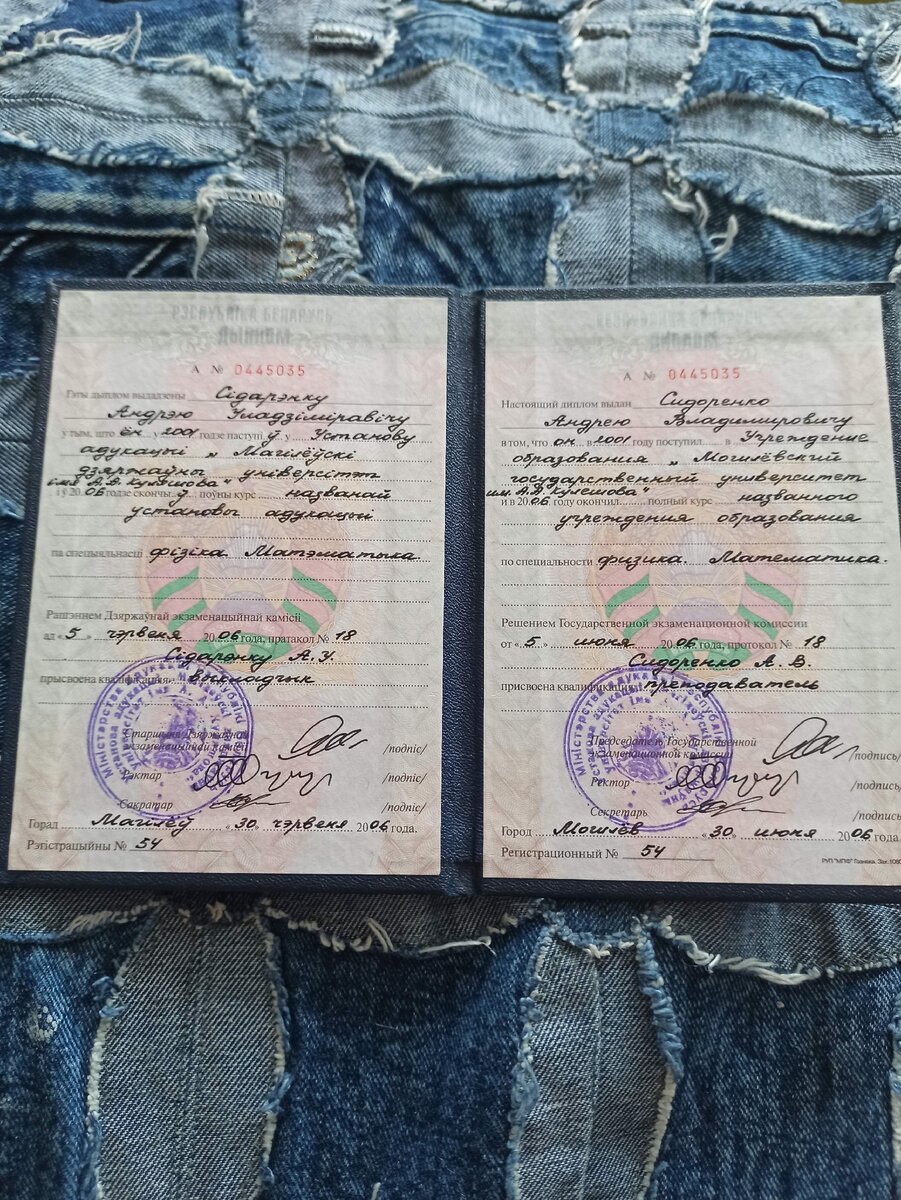 А № 0445035
Гэты дыплом выдадзены Сідарэнку
Андрэю Уладзіміравічу
у тым, што ён у 2001 годзе паступіў у Установу
адукацыі „Магілёўскі
дзяржаўны універсітэт
імя А.А. Куляшова"
і ў 2006 годзе скончыў поўны курс названай
установы адукацыі
па спецыяльнасці фізіка. Матэматыка.
Рашэннем Дзяржаўнай экзаменацыйнай камісіі
ад «5» чэрвеня 2006 года, пратакол № 18
Сідарэнку А.У.
прысвоена кваліфікацыя выкладчык
Старшыня Дзяржаўнай
экзаменацыйнай камісіі /подпіс/
Рэктар /подпіс/
Сакратар /подпіс/
Горад Магілёў «30» чэрвеня 2006 года.
Рэгістрацыйны № 54
А № 0445035
Настоящий диплом выдан Сидоренко
Андрею Владимировичу
в том, что он в 2001 году поступил в Учреждение
образования „Могилёвский
государственный университет
им. А.А. Кулешова"
и в 2006 году окончил полный курс названного
учреждения образования
по специальности физика. Математика.
Решением Государственной экзаменационной комиссии
от «5» июня 2006 года, протокол № 18
Сидоренко А. В.
присвоена квалификация преподаватель
Председатель Государственной
экзаменационной комиссии /подпись/
Ректор /подпись/
Секретарь /подпись/
Город Могилёв «30» июня 2006 года.
Регистрационный № 54